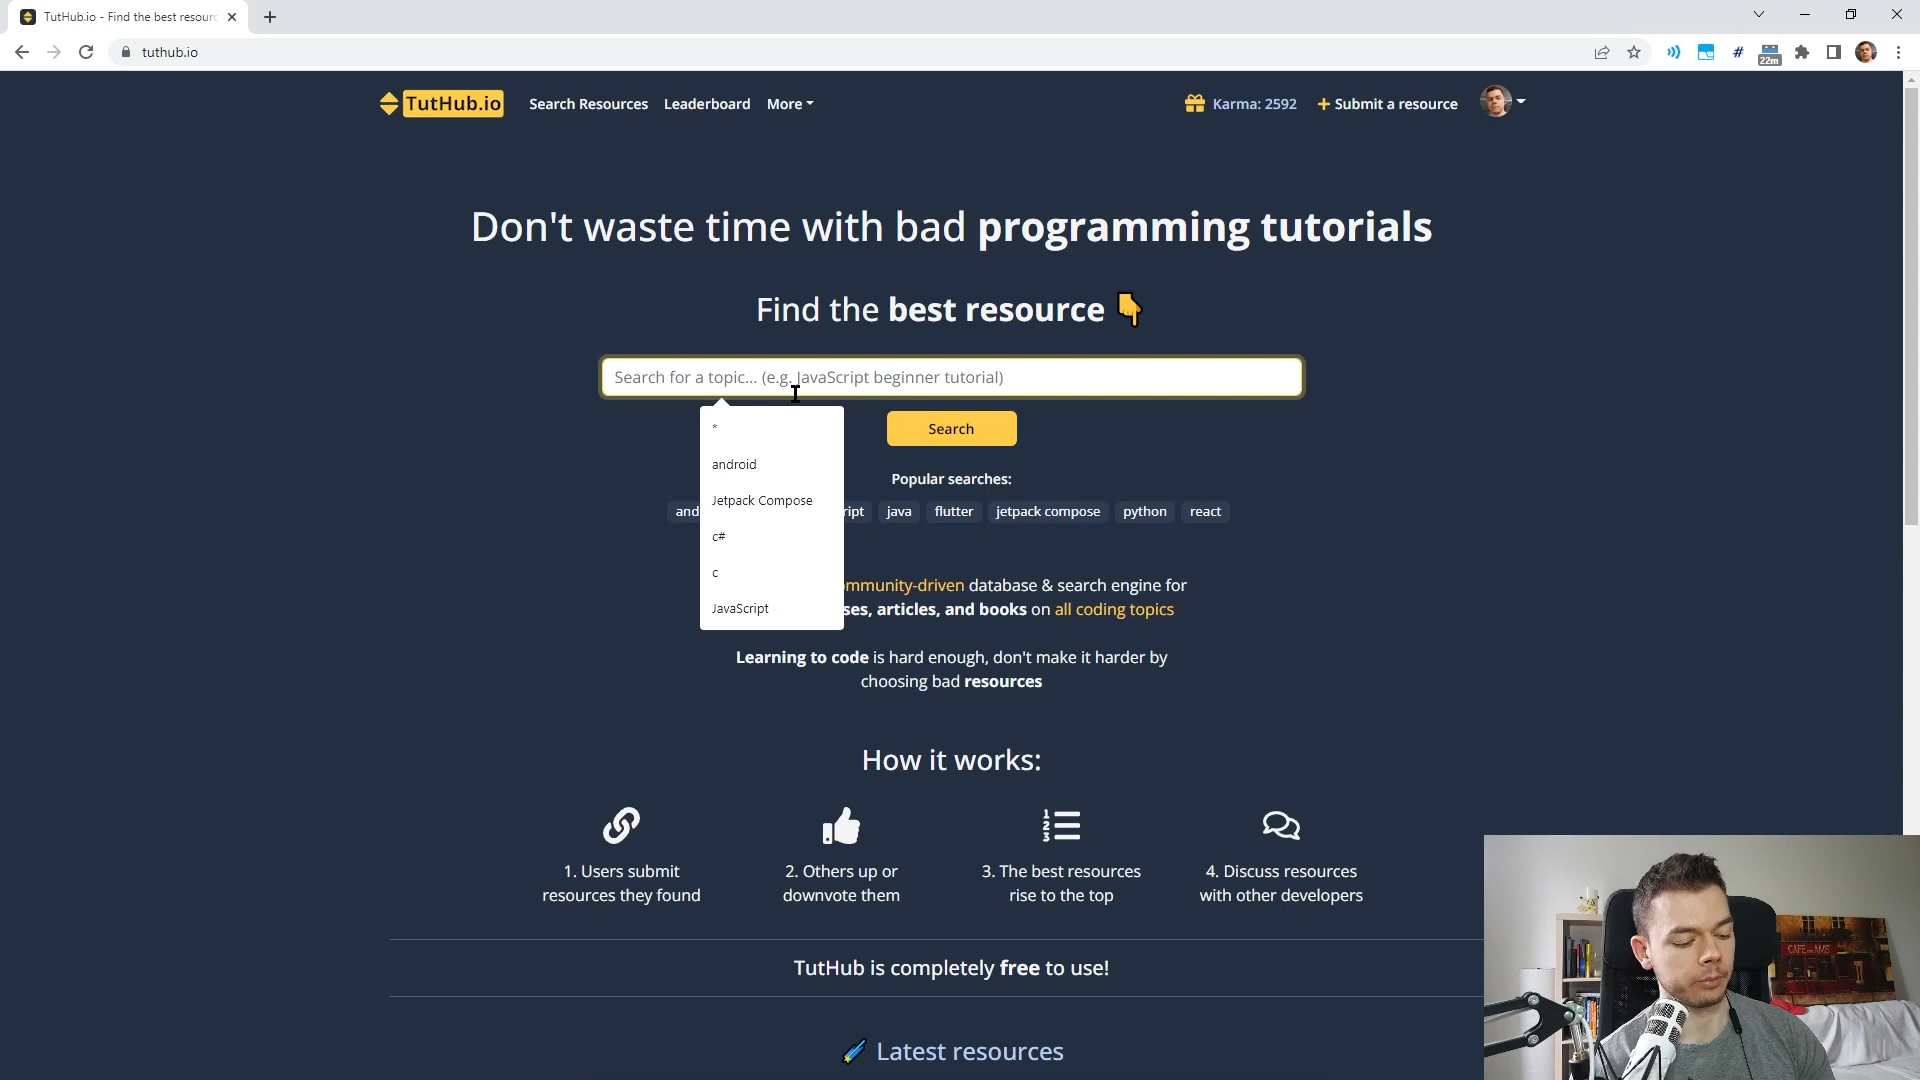 TutHub.io - Find the best resourc
tuthub.io
#
22m
TutHub.io
Search Resources
Leaderboard
More
Karma: 2592
+ Submit a resource
Don't waste time with bad programming tutorials
Find the best resource
Search for a topic... (e.g. JavaScript beginner tutorial)
*
android
Jetpack Compose
c#
c
JavaScript
Search
Popular searches:
and
ript
java
flutter
jetpack compose
python
react
ommunity-driven database & search engine for
ses, articles, and books on all coding topics
Learning to code is hard enough, don't make it harder by
choosing bad resources
How it works:
1. Users submit
resources they found
2. Others up or
downvote them
1
2
3
3. The best resources
rise to the top
4. Discuss resources
with other developers
TutHub is completely free to use!
Latest resources